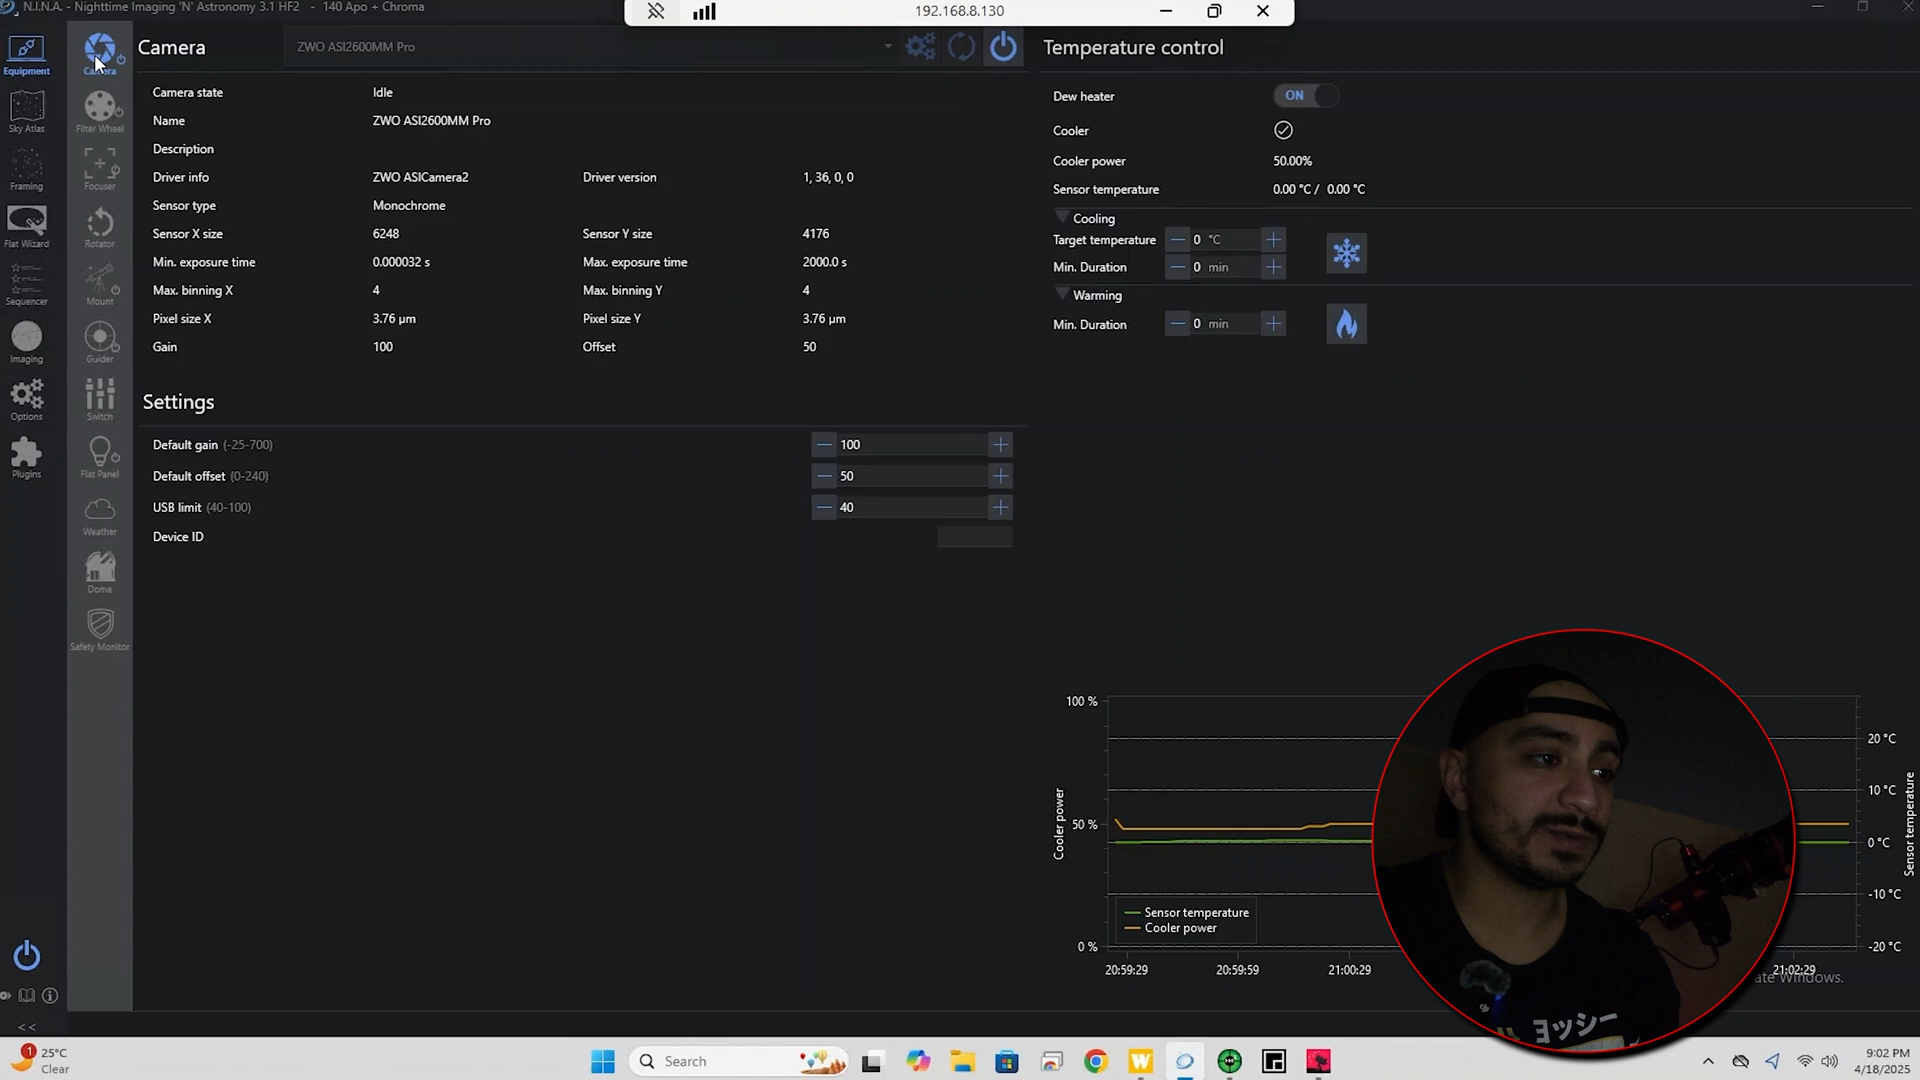 N.I.N.A. - Nighttime Imaging 'N' Astronomy 3.1 HF2 - 140 Apo + Chroma
192.168.8.130
Equipment
Sky Atlas
Framing
Flat Wizard
Sequencer
Imaging
Options
Plugins
<<
Camera
Filter Wheel
Focuser
Rotator
Mount
Guider
Switch
Flat Panel
Weather
Dome
Safety Monitor
Camera
ZWO ASI2600MM Pro
Camera state Idle
Name ZWO ASI2600MM Pro
Description
Driver info ZWO ASICamera2 Driver version 1, 36, 0, 0
Sensor type Monochrome
Sensor X size 6248 Sensor Y size 4176
Min. exposure time 0.000032 s Max. exposure time 2000.0 s
Max. binning X 4 Max. binning Y 4
Pixel size X 3.76 µm Pixel size Y 3.76 µm
Gain 100 Offset 50
Settings
Default gain (-25-700) 100
Default offset (0-240) 50
USB limit (40-100) 40
Device ID
Temperature control
Dew heater ON
Cooler
Cooler power 50.00%
Sensor temperature 0.00 °C / 0.00 °C
Cooling
Target temperature 0 °C
Min. Duration 0 min
Warming
Min. Duration 0 min
100 %
50 %
0 %
Cooler power
20 °C
10 °C
0 °C
-10 °C
-20 °C
Sensor temperature
Sensor temperature
Cooler power
20:59:29 20:59:59 21:00:29 21:02:29
ate Windows.
ヨッシー
1
25°C
Clear
Search
9:02 PM
4/18/2025